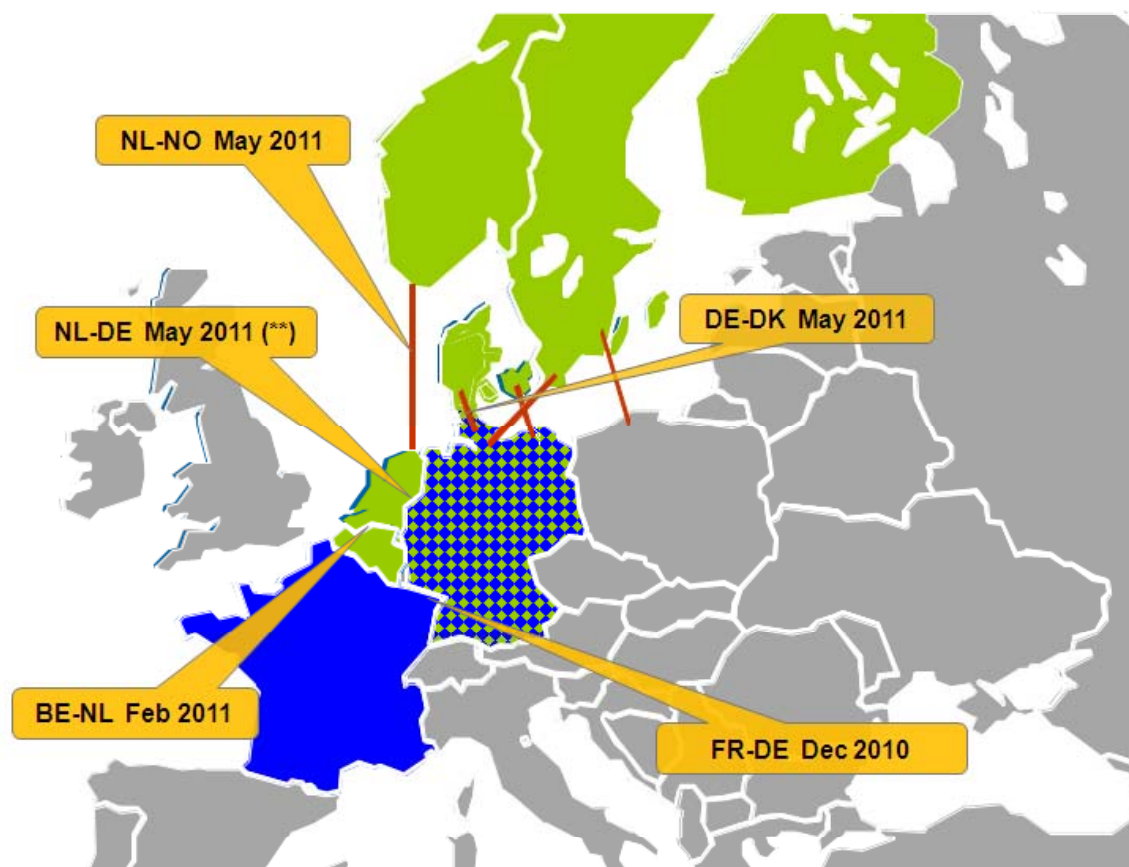 NL-NO May 2011
NL-DE May 2011 (**)
DE-DK May 2011
BE-NL Feb 2011
FR-DE Dec 2010